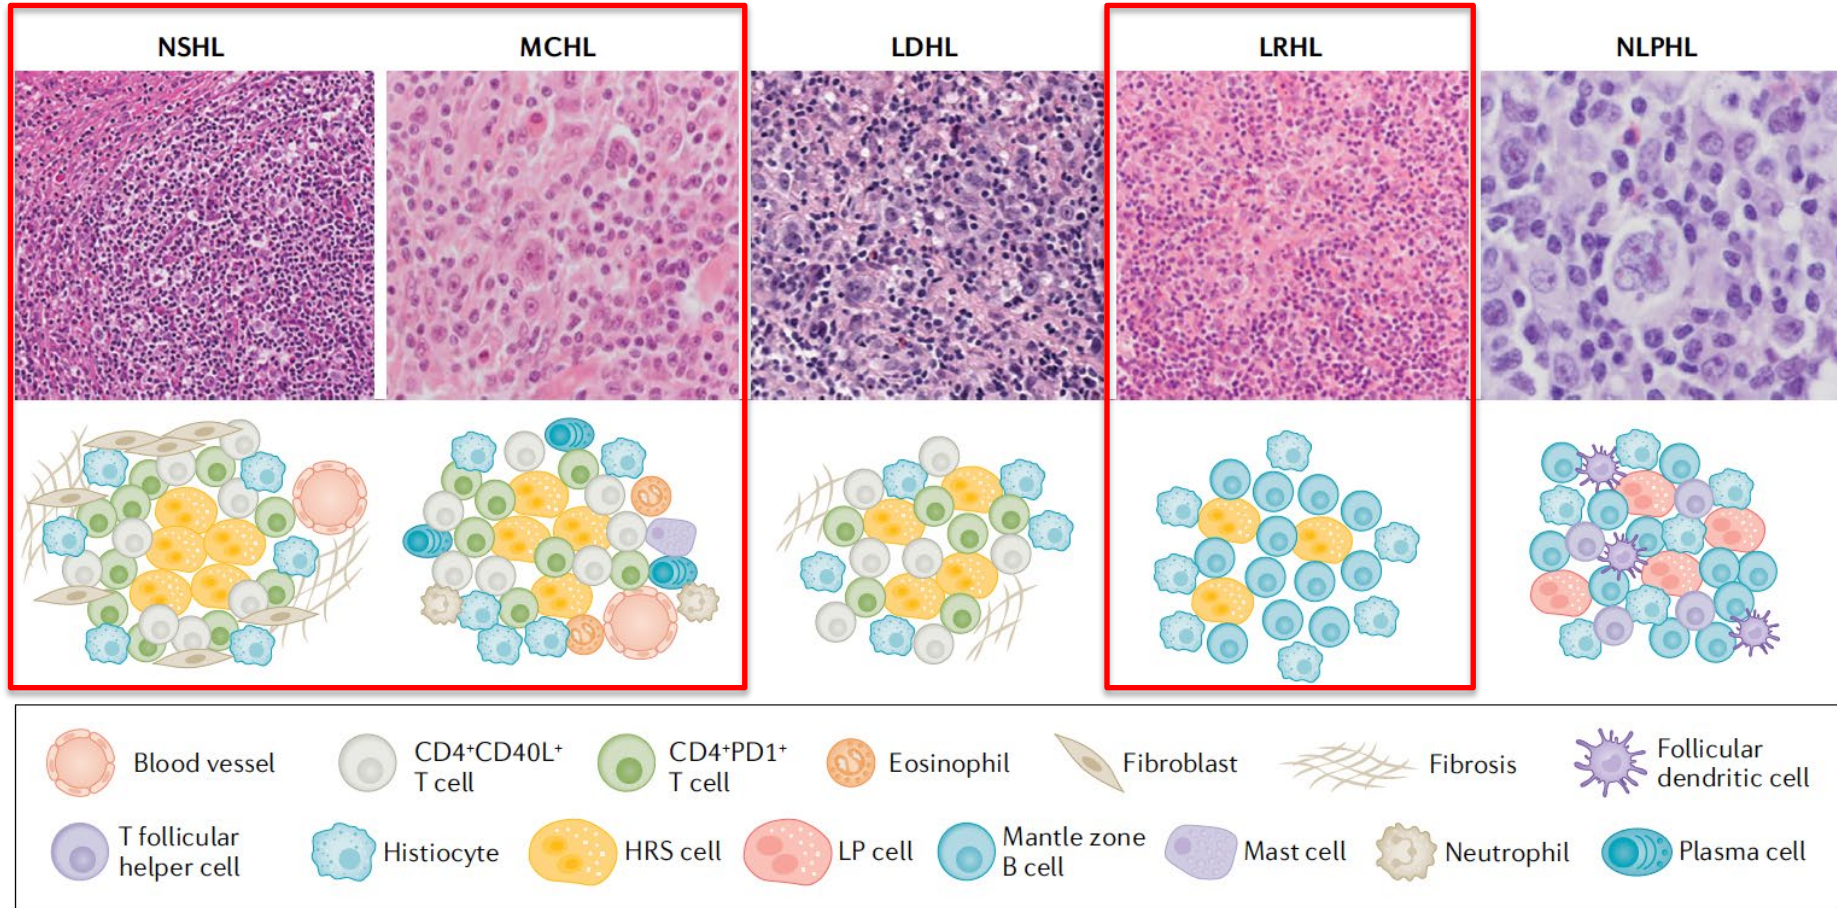 NSHL
MCHL
LDHL
LRHL
NLPHL
Blood vessel
CD4⁺CD40L⁺
T cell
CD4⁺PD1⁺
T cell
Eosinophil
Fibroblast
Fibrosis
Follicular
dendritic cell
T follicular
helper cell
Histiocyte
HRS cell
LP cell
Mantle zone
B cell
Mast cell
Neutrophil
Plasma cell